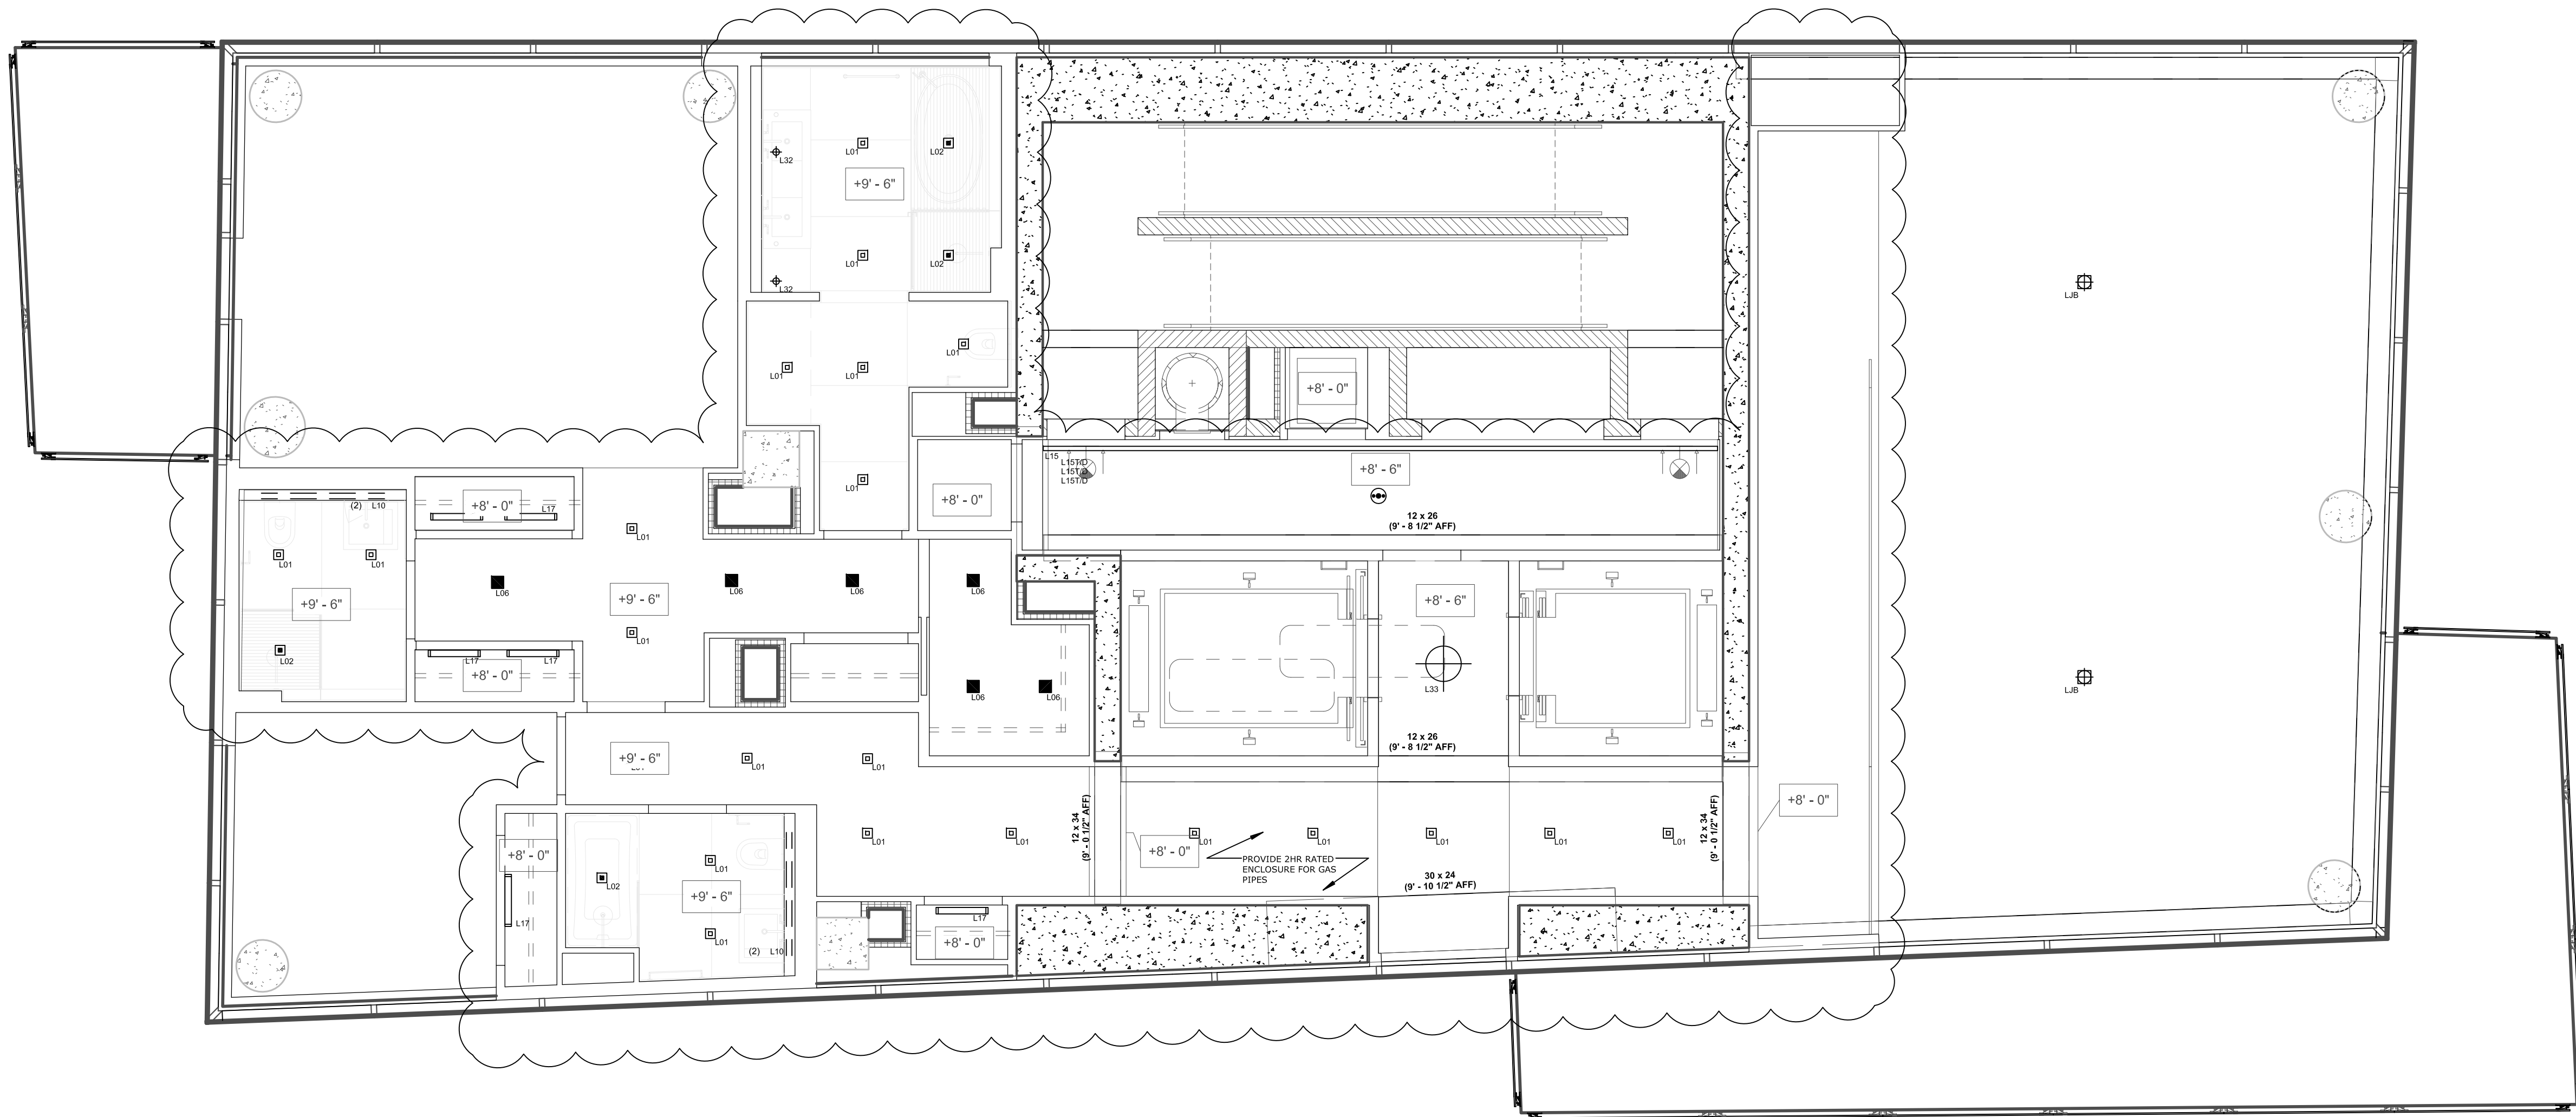 L32
L01
L02
+9' - 6"
L01
L02
L32
LJB
L01
L01
L01
+8' - 0"
L15
L15T/D
L15T/D
L15T/D
+8' - 6"
L01
+8' - 0"
+8' - 0"
(2) L10
L17
12 x 26
(9' - 8 1/2" AFF)
L01
L01
L01
L06
L06
L06
L06
+9' - 6"
+9' - 6"
+8' - 6"
L01
L02
L17
L17
+8' - 0"
L06
L06
L33
LJB
12 x 26
(9' - 8 1/2" AFF)
+9' - 6"
L01
L01
+8' - 0"
12 x 34
(9' - 0 1/2" AFF)
12 x 34
(9' - 0 1/2" AFF)
L01
L01
L01
L01
L01
L01
L01
+8' - 0"
+8' - 0"
PROVIDE 2HR RATED
ENCLOSURE FOR GAS
PIPES
L01
L02
+9' - 6"
30 x 24
(9' - 10 1/2" AFF)
L17
L17
L01
+8' - 0"
(2) L10